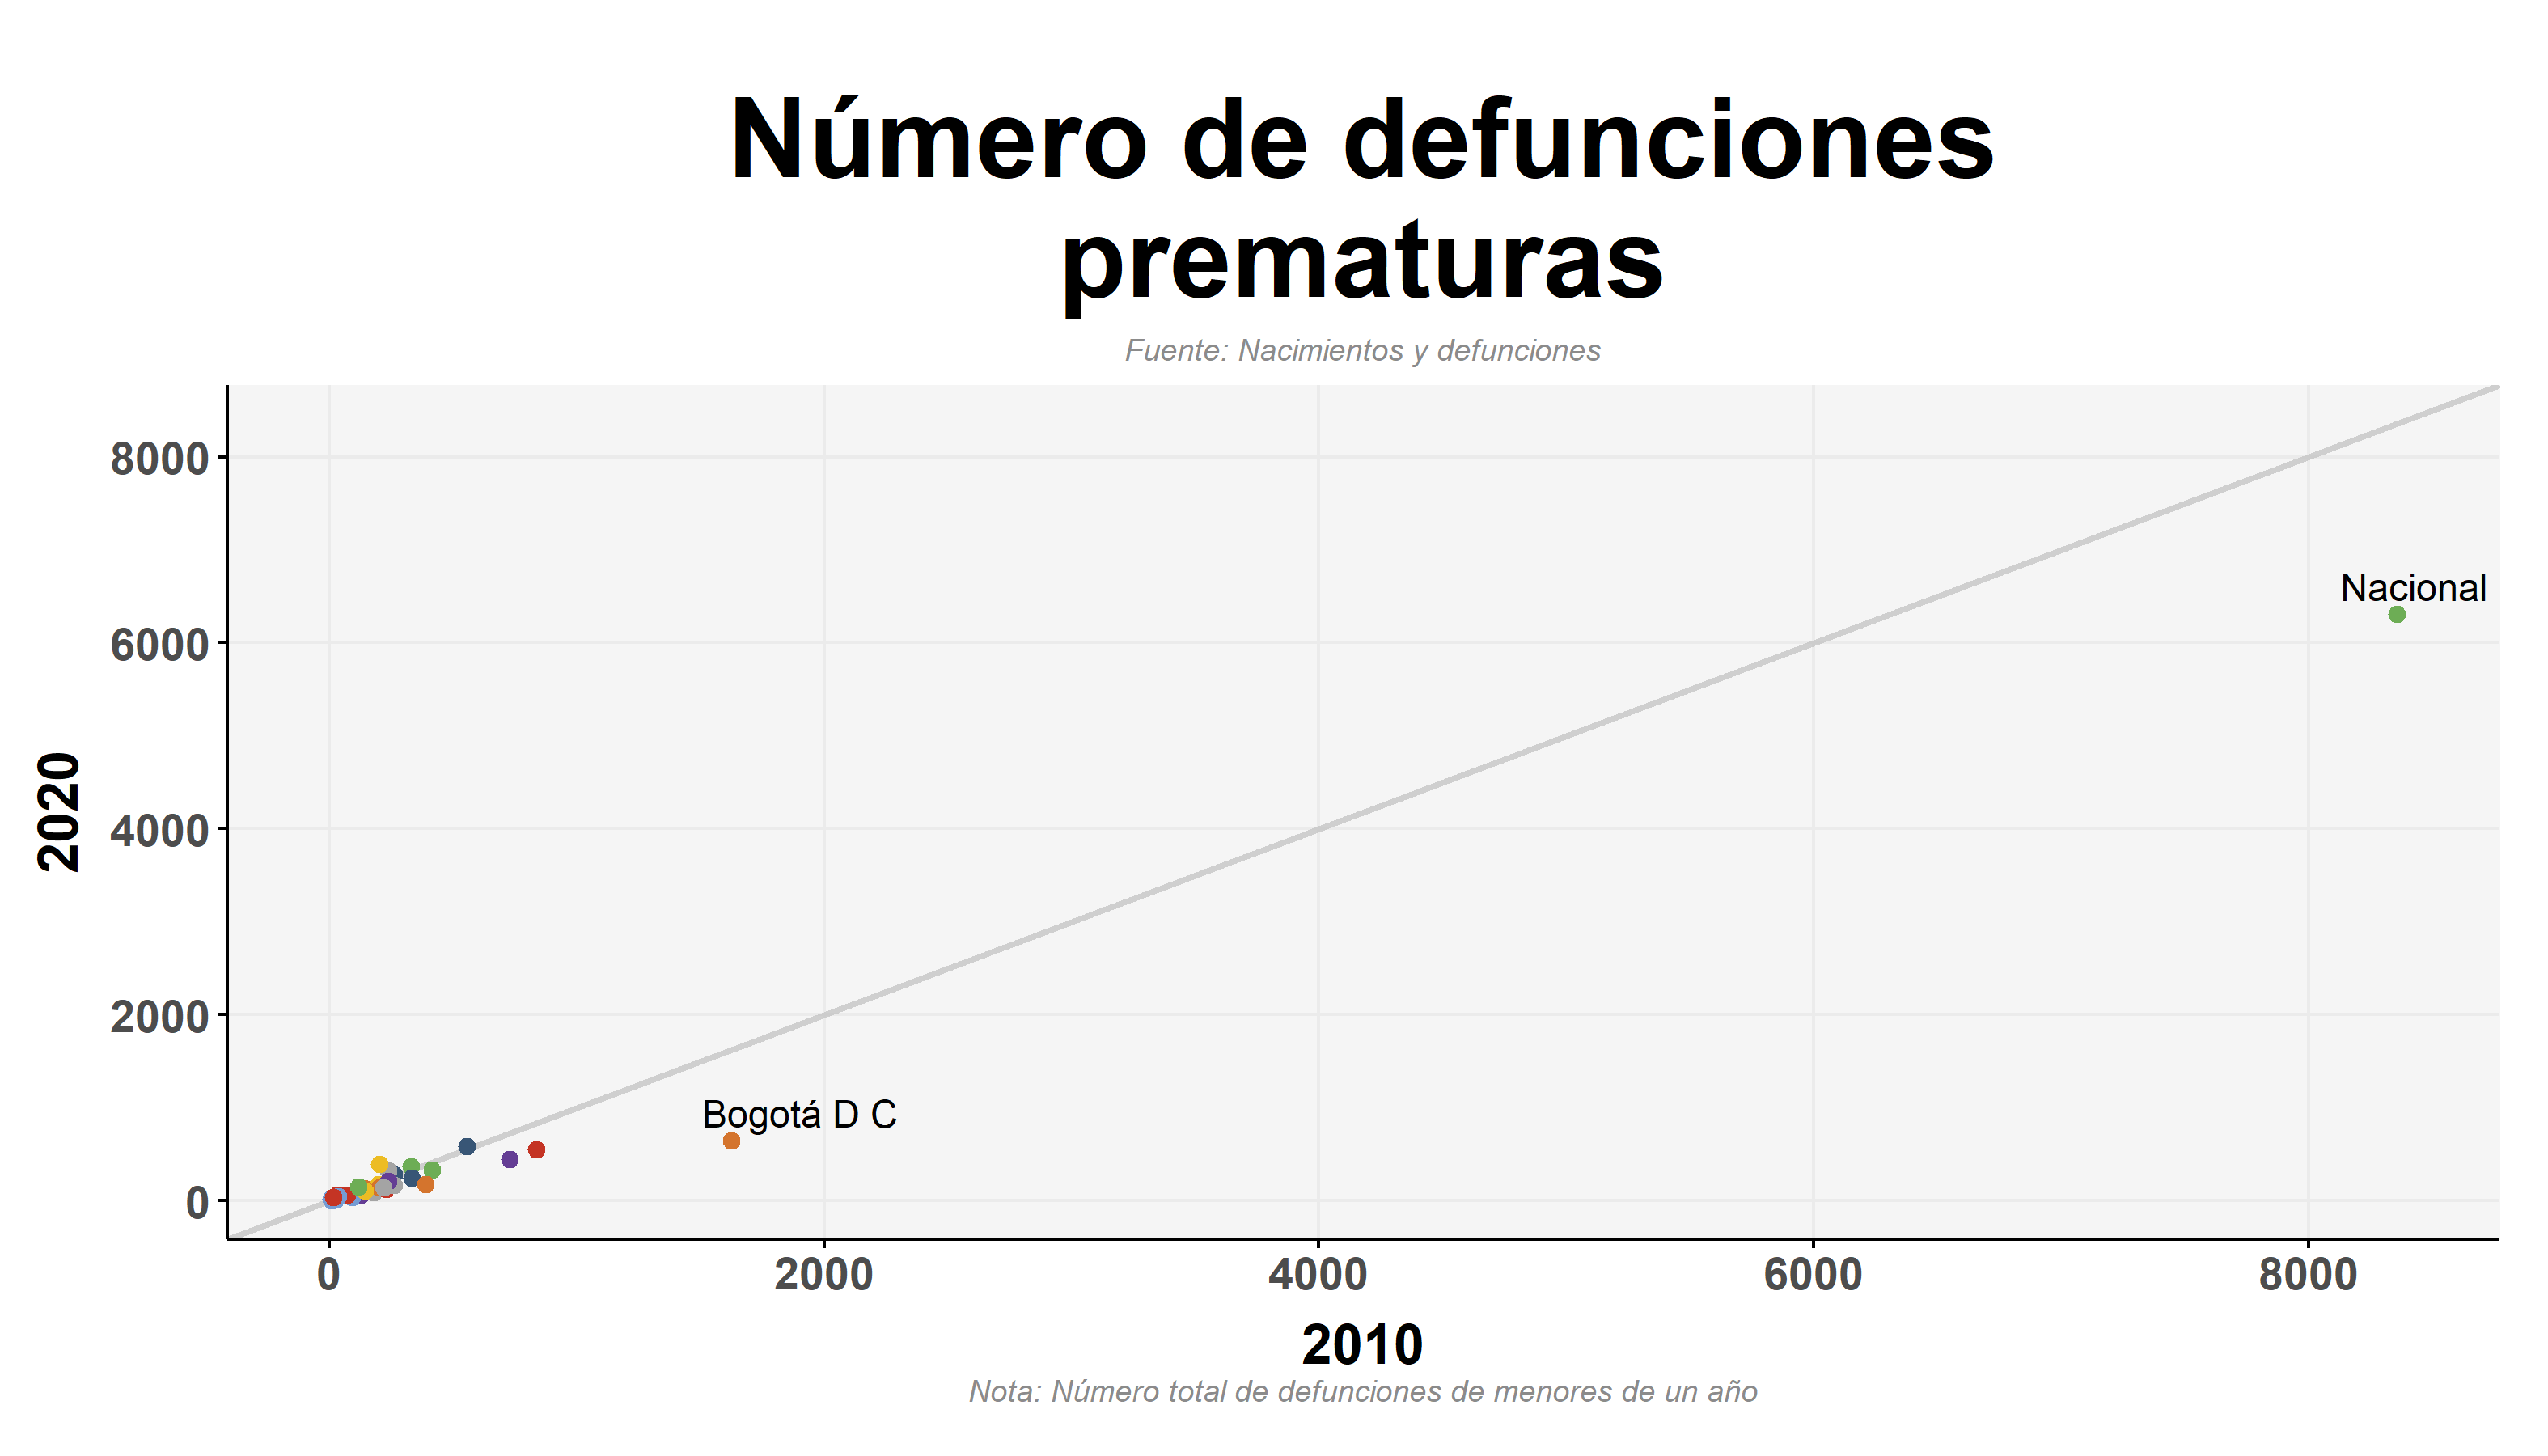 Número de defunciones
prematuras
Fuente: Nacimientos y defunciones
8000
6000
4000
2000
0
2020
Nacional
Bogotá D C
0 2000 4000 6000 8000
2010
Nota: Número total de defunciones de menores de un año